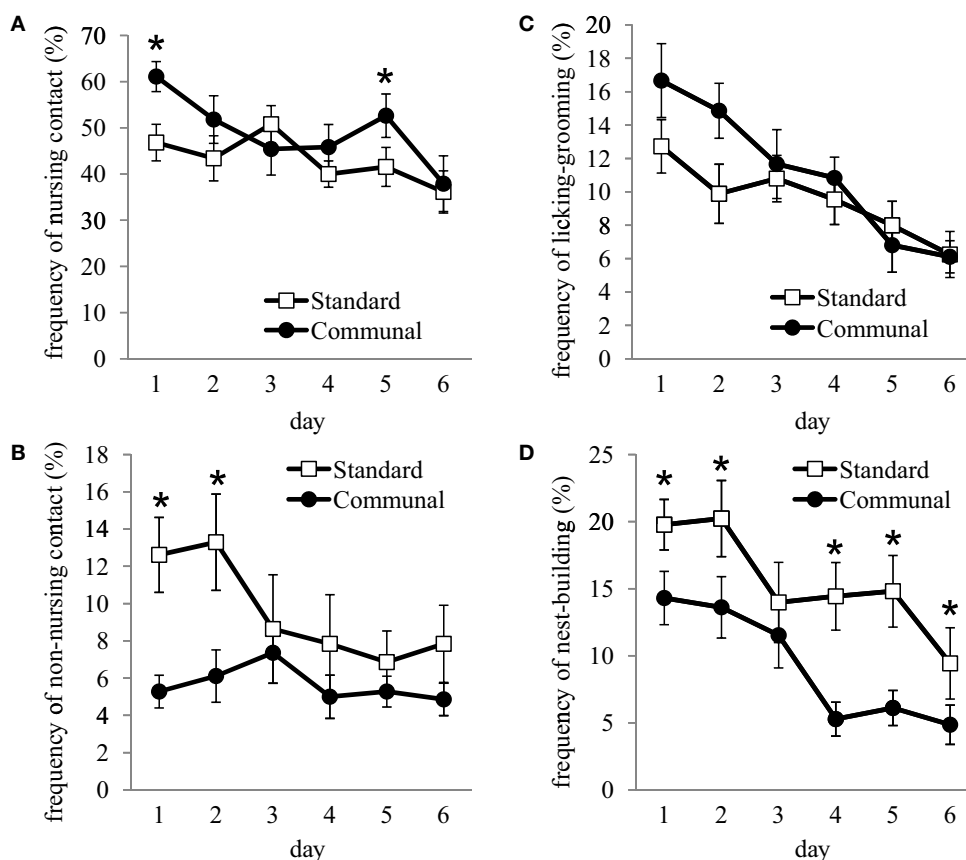 A
frequency of nursing contact (%)
70
60
50
40
30
20
10
0
*
*
Standard
Communal
1 2 3 4 5 6
day
C
frequency of licking-grooming (%)
18
16
14
12
10
8
6
4
2
0
Standard
Communal
1 2 3 4 5 6
day
B
frequency of non-nursing contact (%)
18
16
14
12
10
8
6
4
2
0
*
*
Standard
Communal
1 2 3 4 5 6
day
D
frequency of nest-building (%)
25
20
15
10
5
0
*
*
*
*
*
Standard
Communal
1 2 3 4 5 6
day